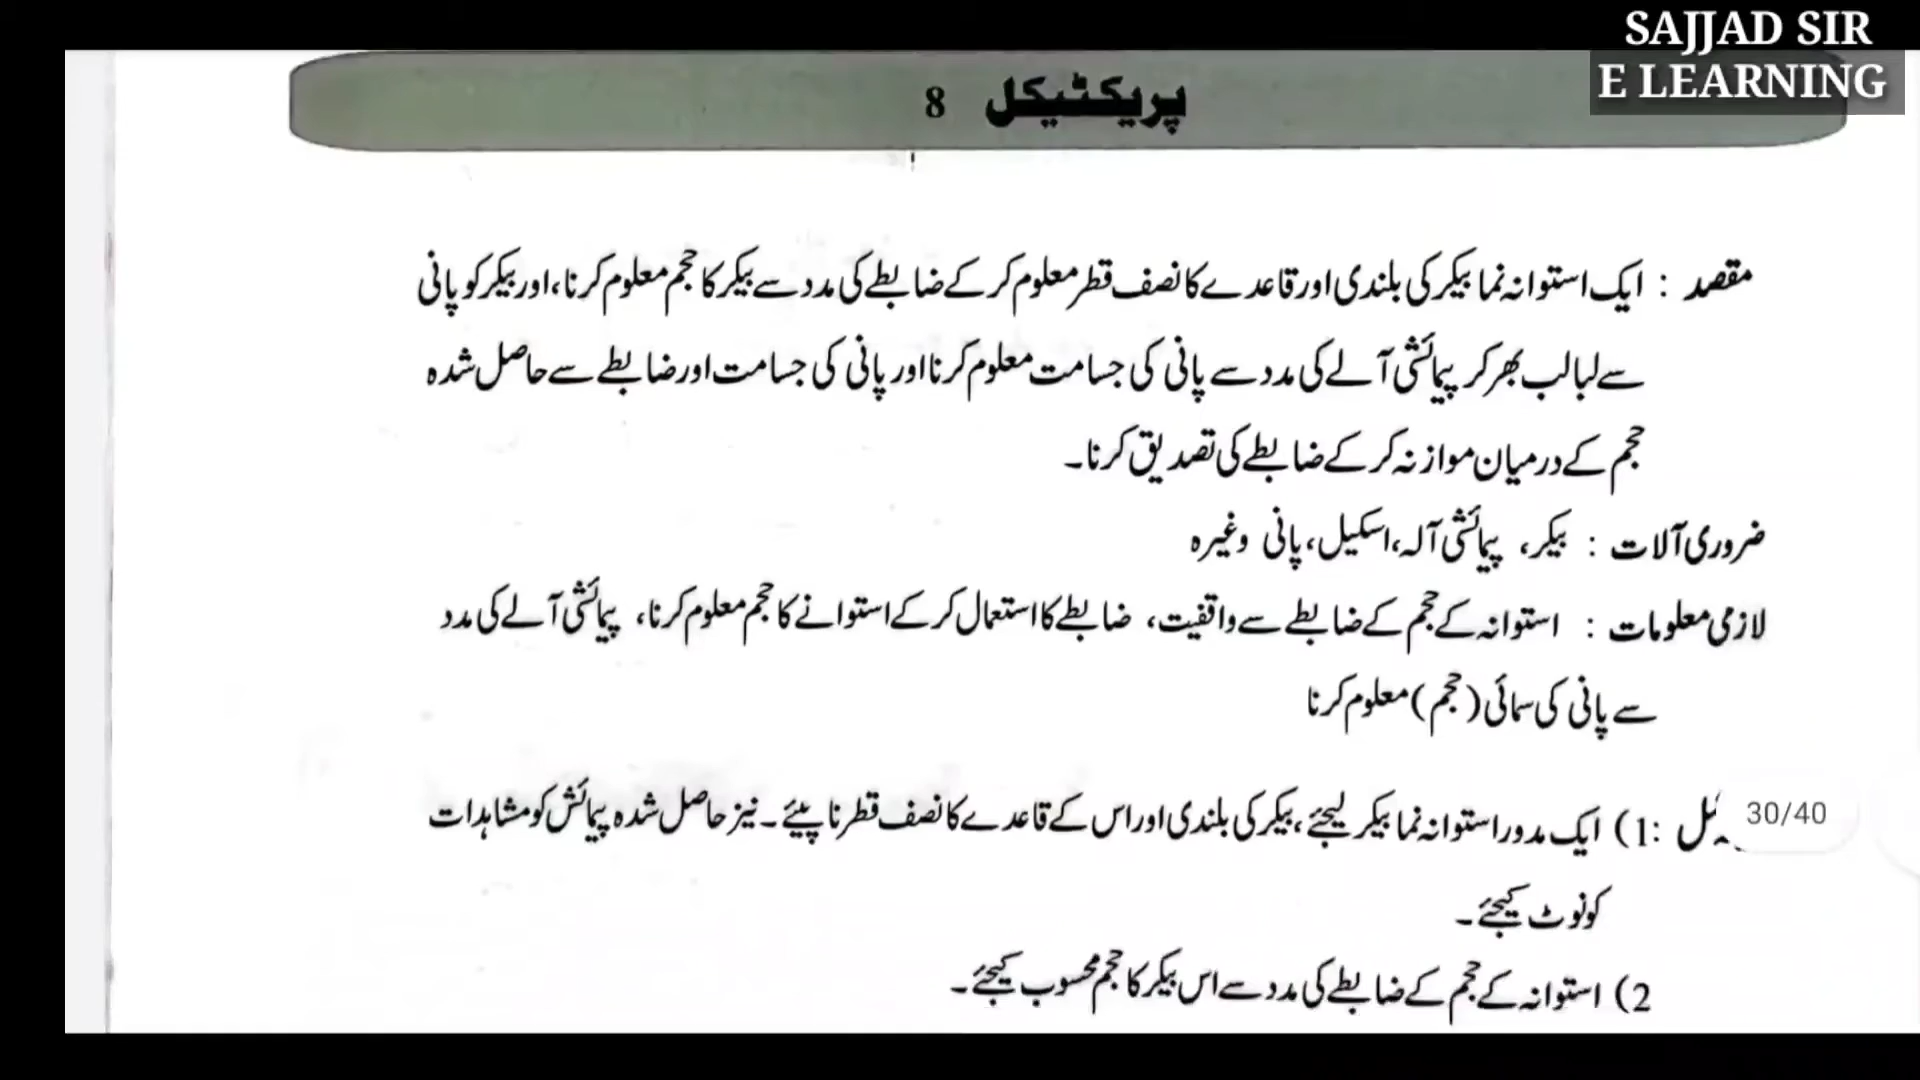 SAJJAD SIR
E LEARNING
پریکٹیکل 8
مقصد : ایک استوانہ نما بیکر کی بلندی اور قاعدے کا نصف قطر معلوم کر کے ضابطے کی مدد سے بیکر کا حجم معلوم کرنا، اور بیکر کو پانی
سے لبالب بھر کر پیمائشی آلے کی مدد سے پانی کی جسامت معلوم کرنا اور پانی کی جسامت اور ضابطے سے حاصل شدہ
حجم کے درمیان موازنہ کر کے ضابطے کی تصدیق کرنا۔
ضروری آلات : بیکر، پیمائشی آلہ، اسکیل، پانی وغیرہ
لازمی معلومات : استوانہ کے حجم کے ضابطے سے واقفیت، ضابطے کا استعمال کر کے استوانے کا حجم معلوم کرنا، پیمائشی آلے کی مدد
سے پانی کی سمائی (حجم) معلوم کرنا
1) ایک مدور استوانہ نما بیکر لیجئے، بیکر کی بلندی اور اس کے قاعدے کا نصف قطر ناپیئے۔ نیز حاصل شدہ پیمائش کو مشاہدات
30/40
کو نوٹ کیجئے۔
2) استوانہ کے حجم کے ضابطے کی مدد سے اس بیکر کا حجم محسوب کیجئے۔